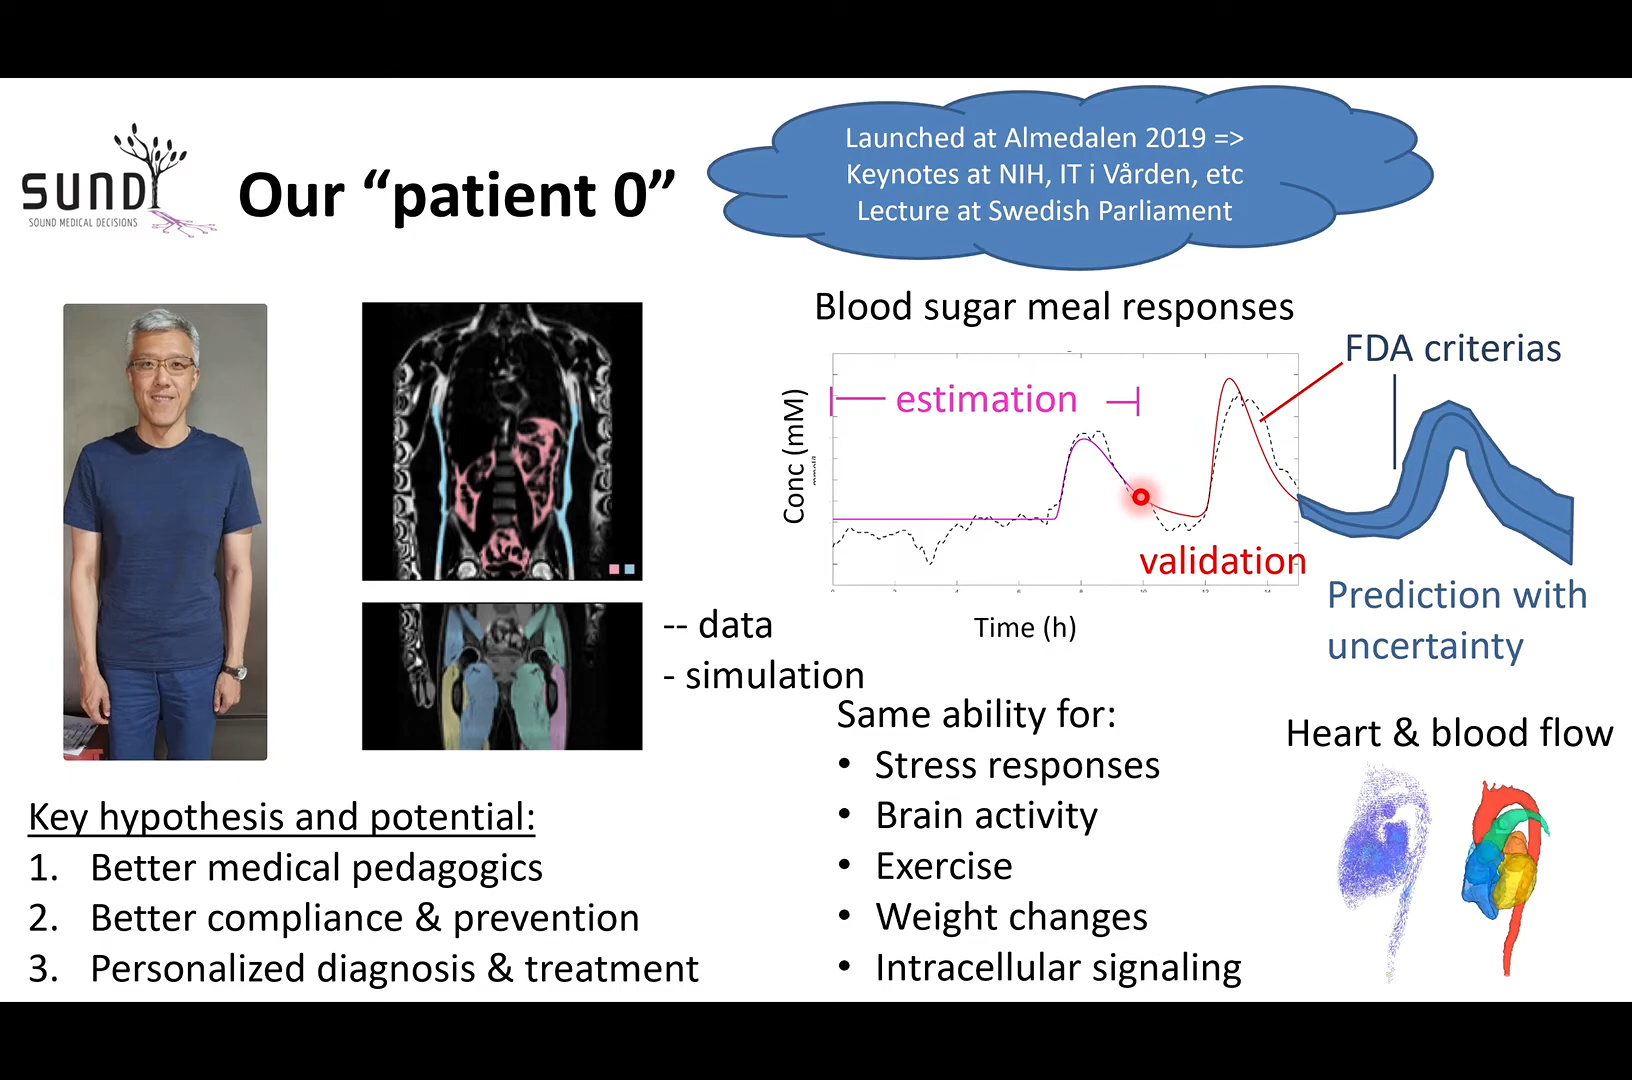 SUND
SOUND MEDICAL DECISIONS
Our “patient 0”
Launched at Almedalen 2019 =>
Keynotes at NIH, IT i Vården, etc
Lecture at Swedish Parliament
Blood sugar meal responses
FDA criterias
estimation
Conc (mM)
validation
Time (h)
Prediction with
uncertainty
-- data
- simulation
Same ability for:
• Stress responses
• Brain activity
• Exercise
• Weight changes
• Intracellular signaling
Heart & blood flow
Key hypothesis and potential:
1. Better medical pedagogics
2. Better compliance & prevention
3. Personalized diagnosis & treatment